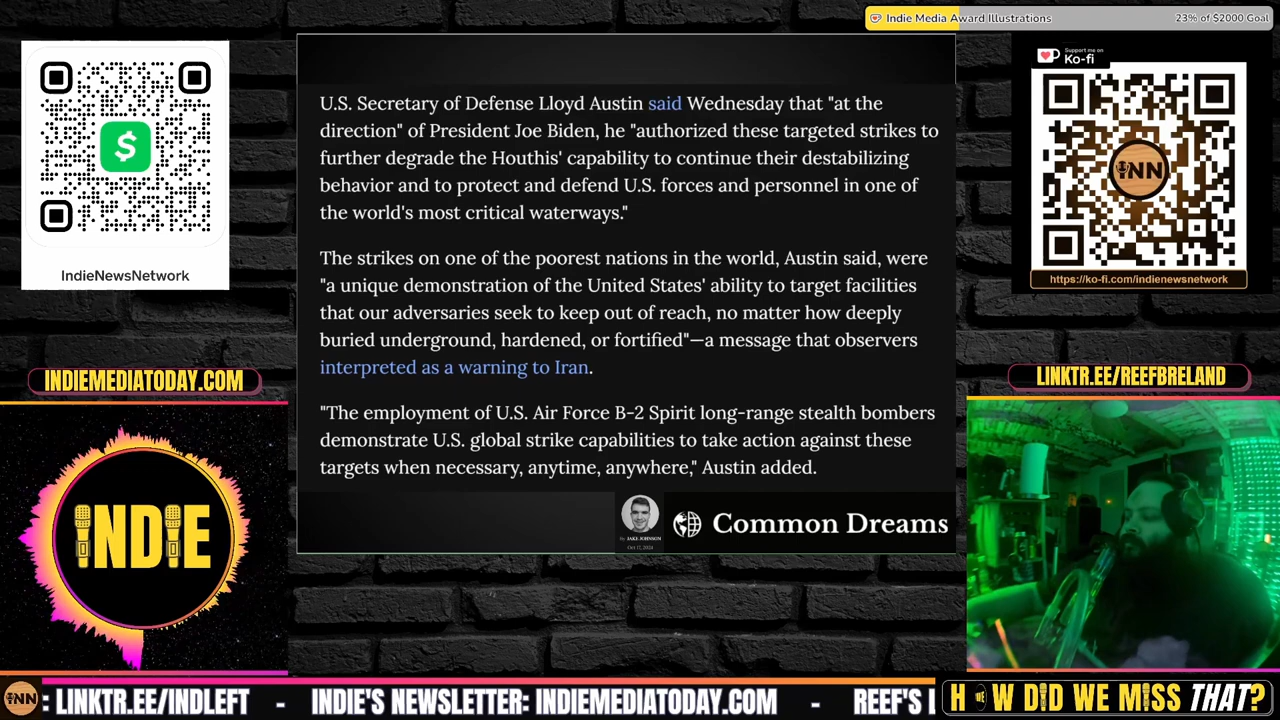 Indie Media Award Illustrations
23% of $2000 Goal
Support me on
Ko-fi
$
IndieNewsNetwork
U.S. Secretary of Defense Lloyd Austin said Wednesday that "at the
direction" of President Joe Biden, he "authorized these targeted strikes to
further degrade the Houthis' capability to continue their destabilizing
behavior and to protect and defend U.S. forces and personnel in one of
the world's most critical waterways."
The strikes on one of the poorest nations in the world, Austin said, were
"a unique demonstration of the United States' ability to target facilities
that our adversaries seek to keep out of reach, no matter how deeply
buried underground, hardened, or fortified"—a message that observers
interpreted as a warning to Iran.
"The employment of U.S. Air Force B-2 Spirit long-range stealth bombers
demonstrate U.S. global strike capabilities to take action against these
targets when necessary, anytime, anywhere," Austin added.
by JAKE JOHNSON
Oct 17, 2024
Common Dreams
INN
https://ko-fi.com/indienewsnetwork
INDIEMEDIATODAY.COM
LINKTR.EE/REEFBRELAND
INDIE
INN
: LINKTR.EE/INDLEFT - INDIE'S NEWSLETTER: INDIEMEDIATODAY.COM - REEF'S
HOW DID WE MISS THAT?